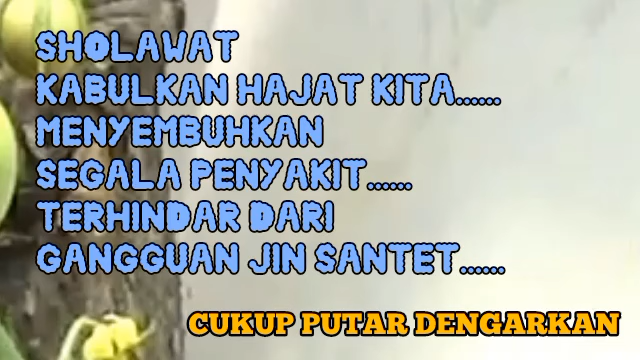 SHOLAWAT
KABULKAN HAJAT KITA......
MENYEMBUHKAN
SEGALA PENYAKIT......
TERHINDAR DARI
GANGGUAN JIN SANTET......
CUKUP PUTAR DENGARKAN